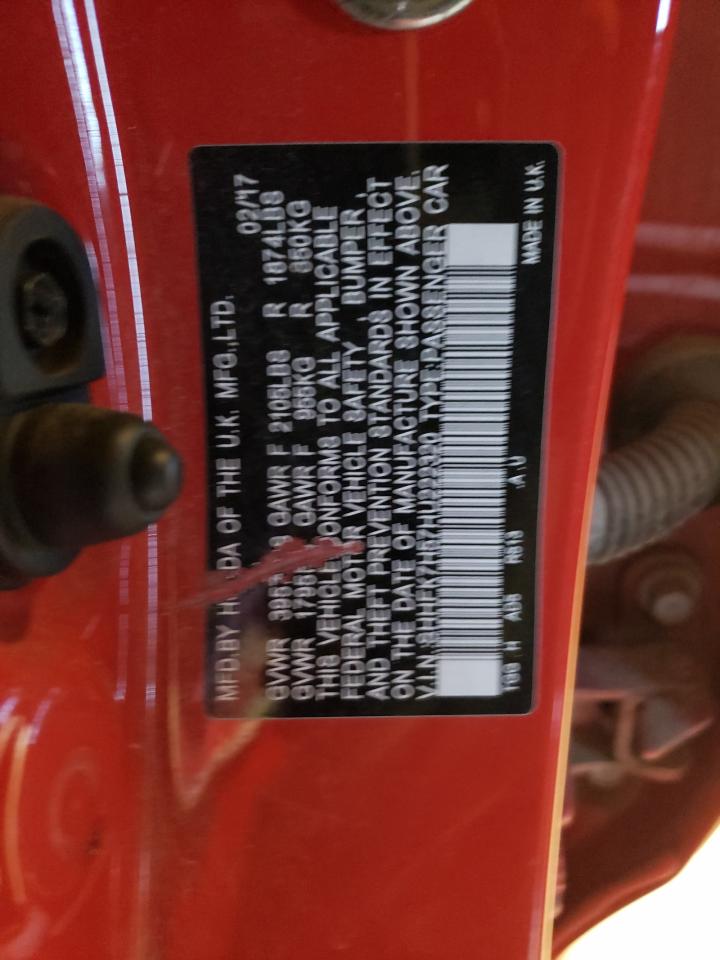 MFD.BY HONDA OF THE U.K. MFG.,LTD. 02/17
GVWR GAWR F 2105LBS R 1874LBS
GVWR GAWR F 955KG R 850KG
THIS VEHICLE CONFORMS TO ALL APPLICABLE
FEDERAL MOTOR VEHICLE SAFETY , BUMPER ,
AND THEFT PREVENTION STANDARDS IN EFFECT
ON THE DATE OF MANUFACTURE SHOWN ABOVE.
V.I.N.: TYPE:PASSENGER CAR
MADE IN U.K.